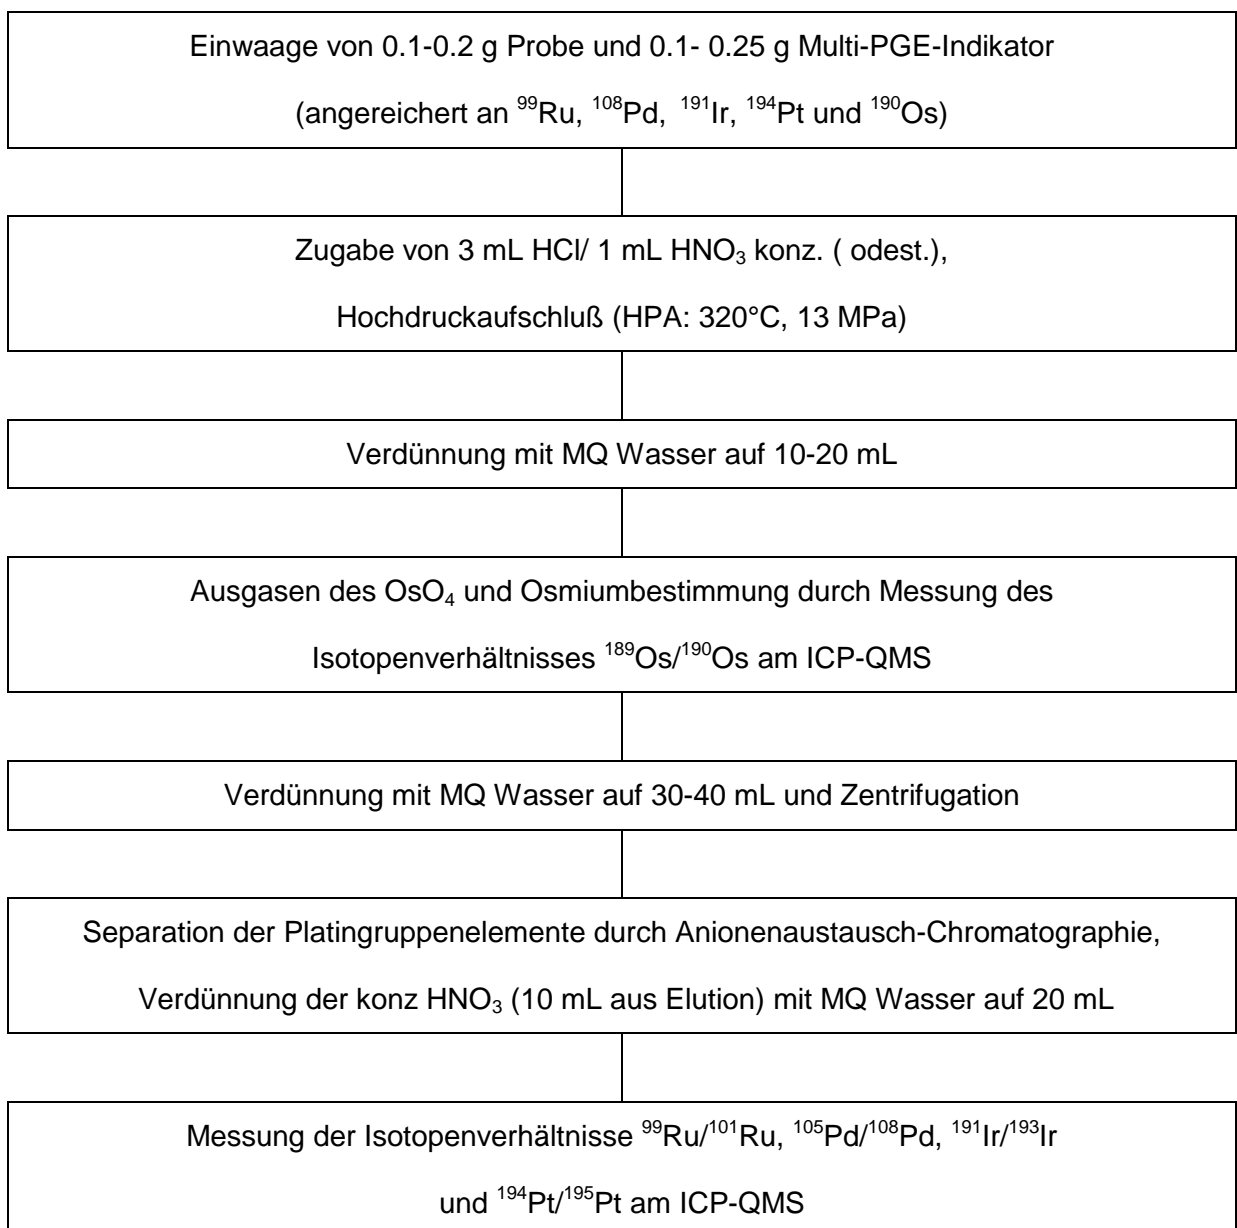 Einwaage von 0.1-0.2 g Probe und 0.1- 0.25 g Multi-PGE-Indikator
(angereichert an ⁹⁹Ru, ¹⁰⁸Pd, ¹⁹¹Ir, ¹⁹⁴Pt und ¹⁹⁰Os)
Zugabe von 3 mL HCl/ 1 mL HNO₃ konz. ( odest.),
Hochdruckaufschluß (HPA: 320°C, 13 MPa)
Verdünnung mit MQ Wasser auf 10-20 mL
Ausgasen des OsO₄ und Osmiumbestimmung durch Messung des
Isotopenverhältnisses ¹⁸⁹Os/¹⁹⁰Os am ICP-QMS
Verdünnung mit MQ Wasser auf 30-40 mL und Zentrifugation
Separation der Platingruppenelemente durch Anionenaustausch-Chromatographie,
Verdünnung der konz HNO₃ (10 mL aus Elution) mit MQ Wasser auf 20 mL
Messung der Isotopenverhältnisse ⁹⁹Ru/¹⁰¹Ru, ¹⁰⁵Pd/¹⁰⁸Pd, ¹⁹¹Ir/¹⁹³Ir
und ¹⁹⁴Pt/¹⁹⁵Pt am ICP-QMS